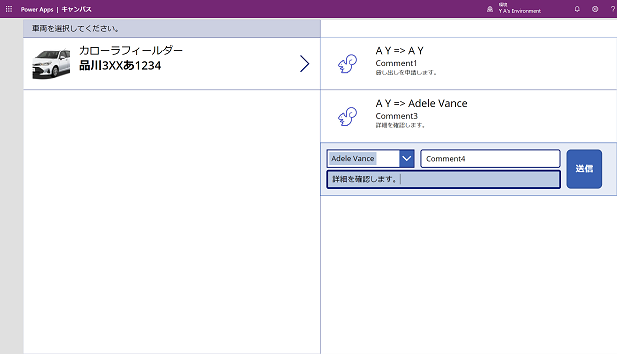 Power Apps | キャンバス
環境
Y A's Environment
?
車両を選択してください。
カローラフィールダー
品川3XXあ1234
A Y => A Y
Comment1
貸し出しを申請します。
A Y => Adele Vance
Comment3
詳細を確認します。
Adele Vance
Comment4
詳細を確認します。
送信